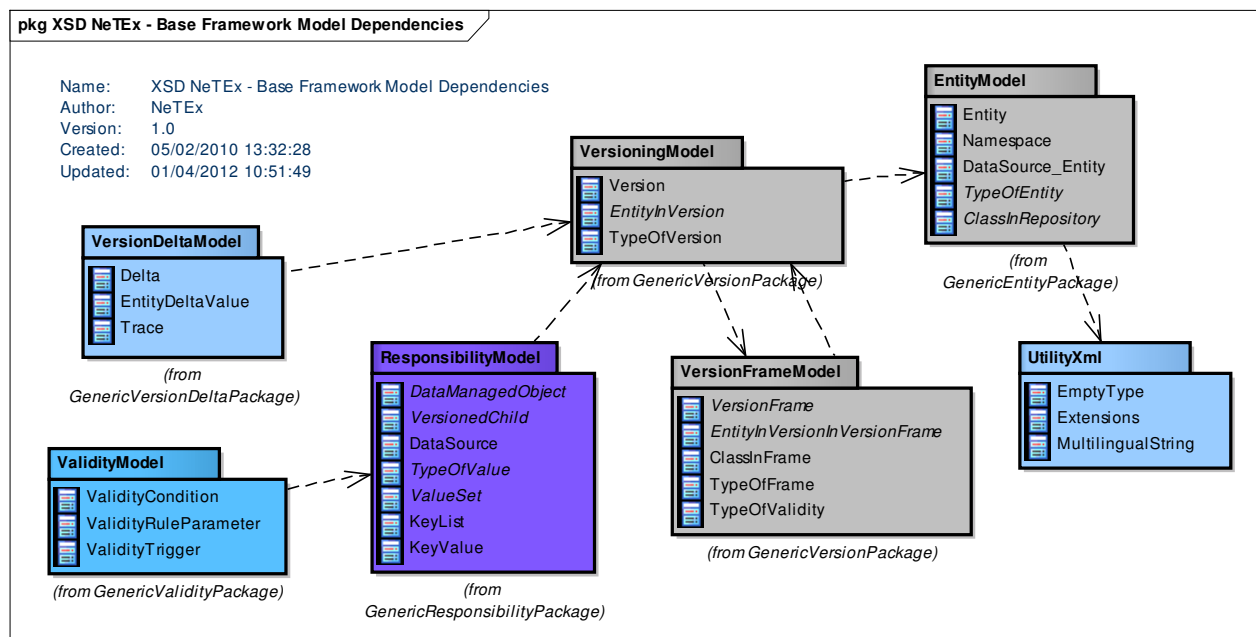 pkg XSD NeTEx - Base Framework Model Dependencies
Name: XSD NeTEx - Base Framework Model Dependencies
Author: NeTEx
Version: 1.0
Created: 05/02/2010 13:32:28
Updated: 01/04/2012 10:51:49
EntityModel
Entity
Namespace
DataSource_Entity
TypeOfEntity
ClassInRepository
(from
GenericEntityPackage)
VersioningModel
Version
EntityInVersion
TypeOfVersion
(from GenericVersionPackage)
VersionDeltaModel
Delta
EntityDeltaValue
Trace
(from
GenericVersionDeltaPackage)
ResponsibilityModel
DataManagedObject
VersionedChild
DataSource
TypeOfValue
ValueSet
KeyList
KeyValue
(from
GenericResponsibilityPackage)
VersionFrameModel
VersionFrame
EntityInVersionInVersionFrame
ClassInFrame
TypeOfFrame
TypeOfValidity
(from GenericVersionPackage)
UtilityXml
EmptyType
Extensions
MultilingualString
ValidityModel
ValidityCondition
ValidityRuleParameter
ValidityTrigger
(from GenericValidityPackage)